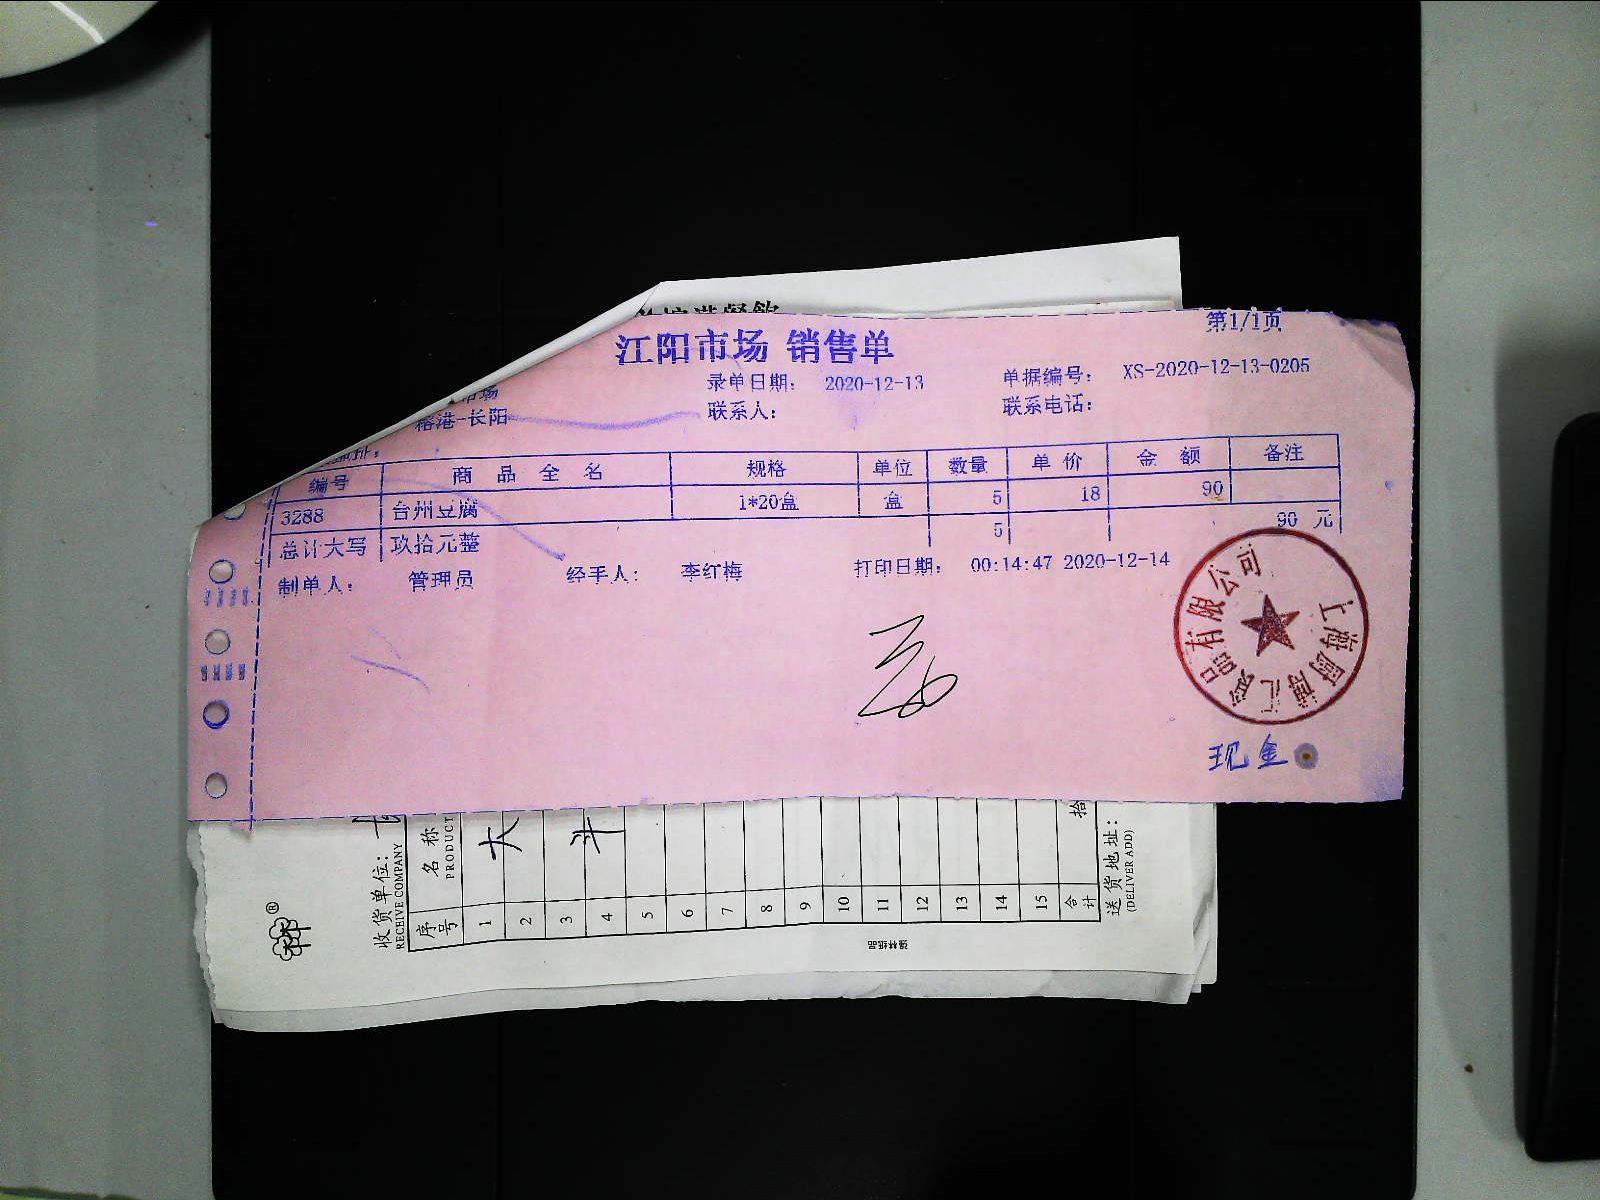 江阳市场 销售单
第1/1页
录单日期： 2020-12-13
单据编号： XS-2020-12-13-0205
市场
榕港-长阳
联系人：
联系电话：
编号 商品全名 规格 单位 数量 单价 金额 备注
3288 台州豆腐 1*20盒 盒 5 18 90
总计大写 玖拾元整 5 90 元
制单人： 管理员 经手人： 李红梅 打印日期： 00:14:47 2020-12-14
现金
收货单位：
RECEIVE COMPANY
序号 名称
PRODUCT
1 大
2
3
4
5
6
7
8
9
10
11
12
13
14
15
合计 拾
送货地址：
(DELIVER ADD)